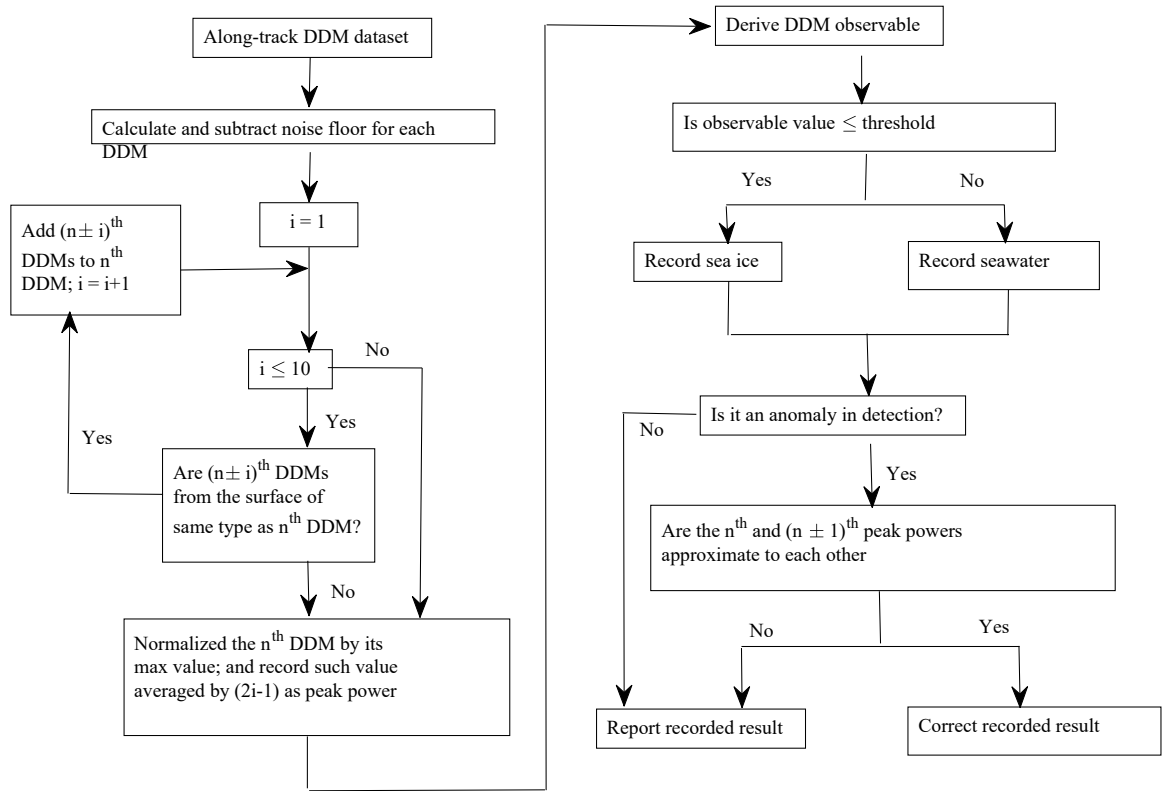 Along-track DDM dataset
Calculate and subtract noise floor for each
DDM
i = 1
Add (n± i)th
DDMs to nth
DDM; i = i+1
i ≤ 10
No
Yes
Yes
Are (n± i)th DDMs
from the surface of
same type as nth DDM?
No
Normalized the nth DDM by its
max value; and record such value
averaged by (2i-1) as peak power
Derive DDM observable
Is observable value ≤ threshold
Yes
No
Record sea ice
Record seawater
Is it an anomaly in detection?
No
Yes
Are the nth and (n ± 1)th peak powers
approximate to each other
No
Yes
Report recorded result
Correct recorded result